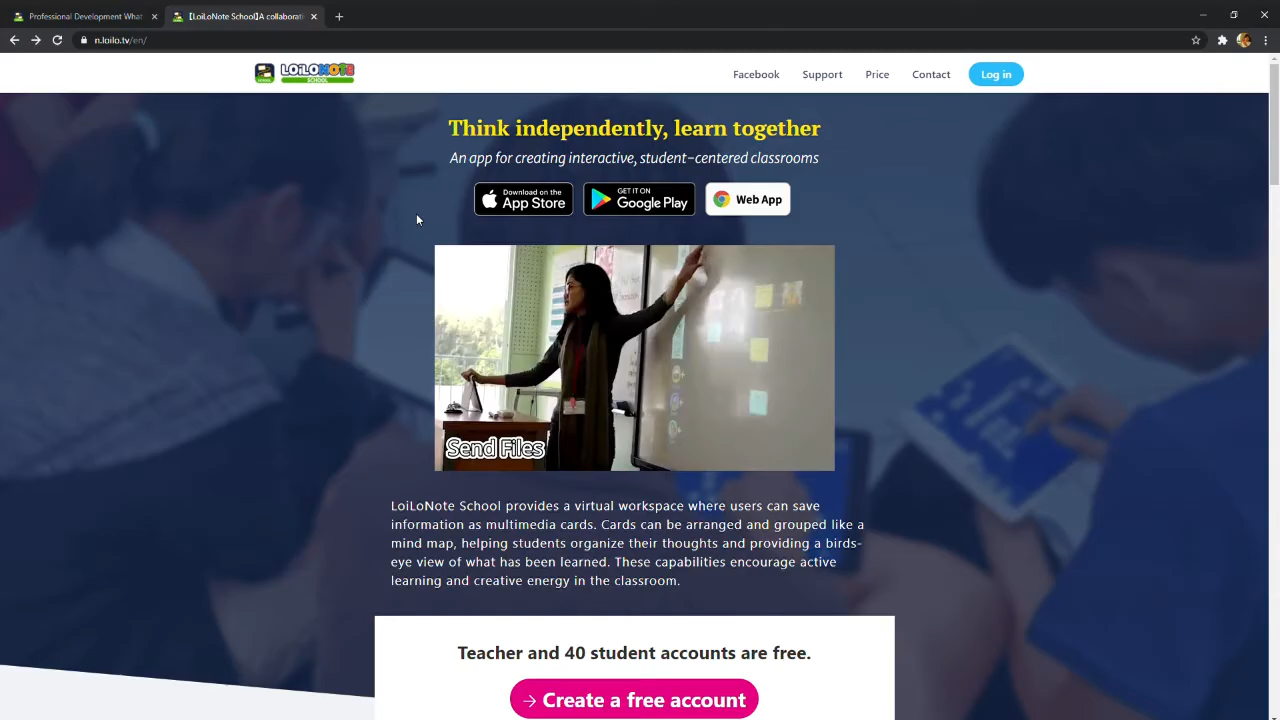 Professional Development What
【LoiLoNote School】A collaborati
n.loilo.tv/en/
LOILONOTE
SCHOOL
Facebook
Support
Price
Contact
Log in
Think independently, learn together
An app for creating interactive, student-centered classrooms
Download on the
App Store
GET IT ON
Google Play
Web App
Send Files
LoiLoNote School provides a virtual workspace where users can save
information as multimedia cards. Cards can be arranged and grouped like a
mind map, helping students organize their thoughts and providing a birds-
eye view of what has been learned. These capabilities encourage active
learning and creative energy in the classroom.
Teacher and 40 student accounts are free.
→ Create a free account